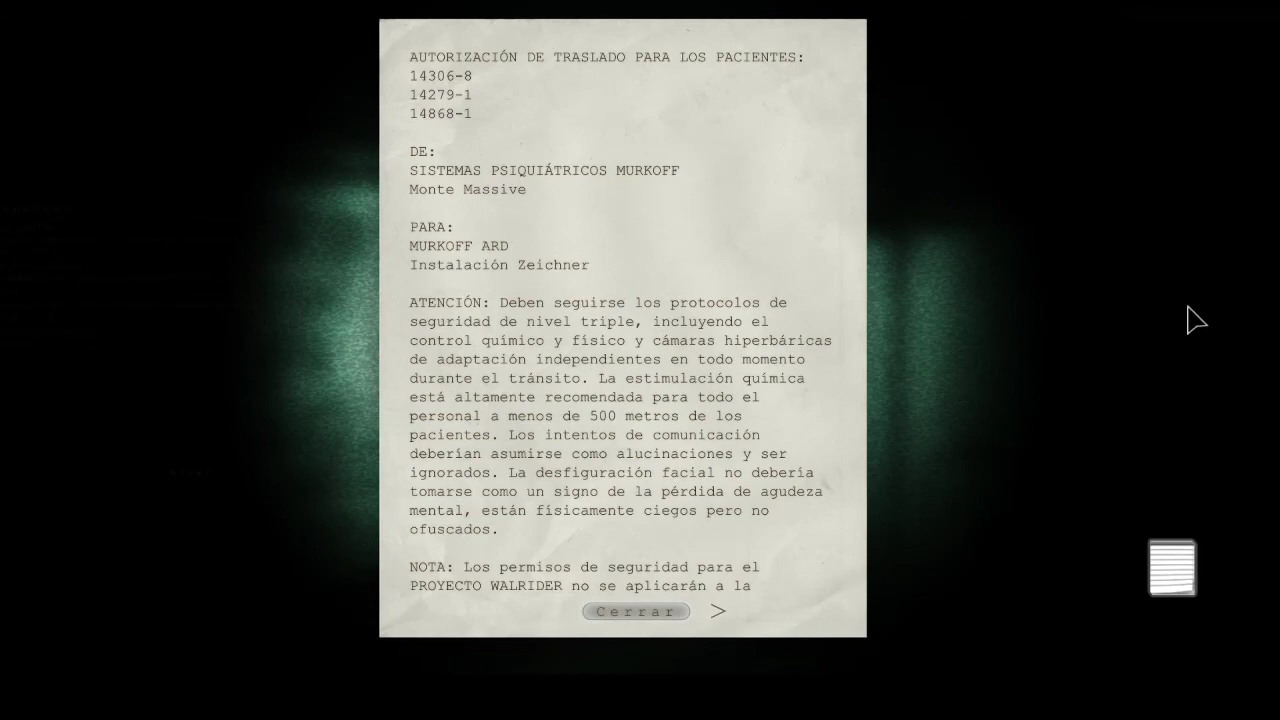 AUTORIZACIÓN DE TRASLADO PARA LOS PACIENTES:
14306-8
14279-1
14868-1
DE:
SISTEMAS PSIQUIÁTRICOS MURKOFF
Monte Massive
PARA:
MURKOFF ARD
Instalación Zeichner
ATENCIÓN: Deben seguirse los protocolos de
seguridad de nivel triple, incluyendo el
control químico y físico y cámaras hiperbáricas
de adaptación independientes en todo momento
durante el tránsito. La estimulación química
está altamente recomendada para todo el
personal a menos de 500 metros de los
pacientes. Los intentos de comunicación
deberían asumirse como alucinaciones y ser
ignorados. La desfiguración facial no debería
tomarse como un signo de la pérdida de agudeza
mental, están físicamente ciegos pero no
ofuscados.
NOTA: Los permisos de seguridad para el
PROYECTO WALRIDER no se aplicarán a la
Cerrar >